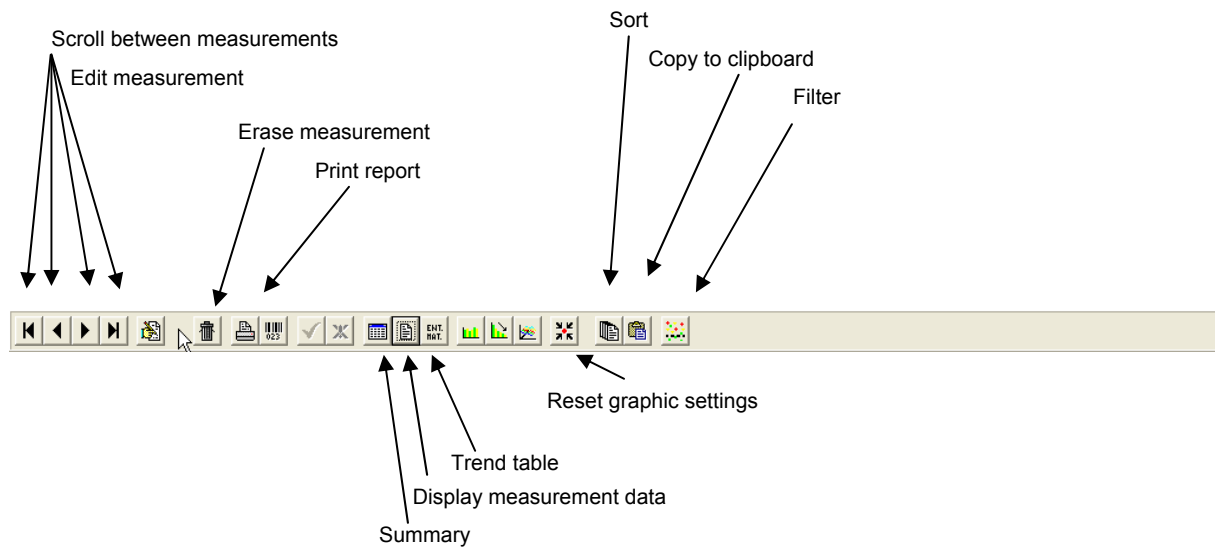 Sort
Scroll between measurements
Copy to clipboard
Edit measurement
Filter
Erase measurement
Print report
023
ENT.
MAT.
Reset graphic settings
Trend table
Display measurement data
Summary